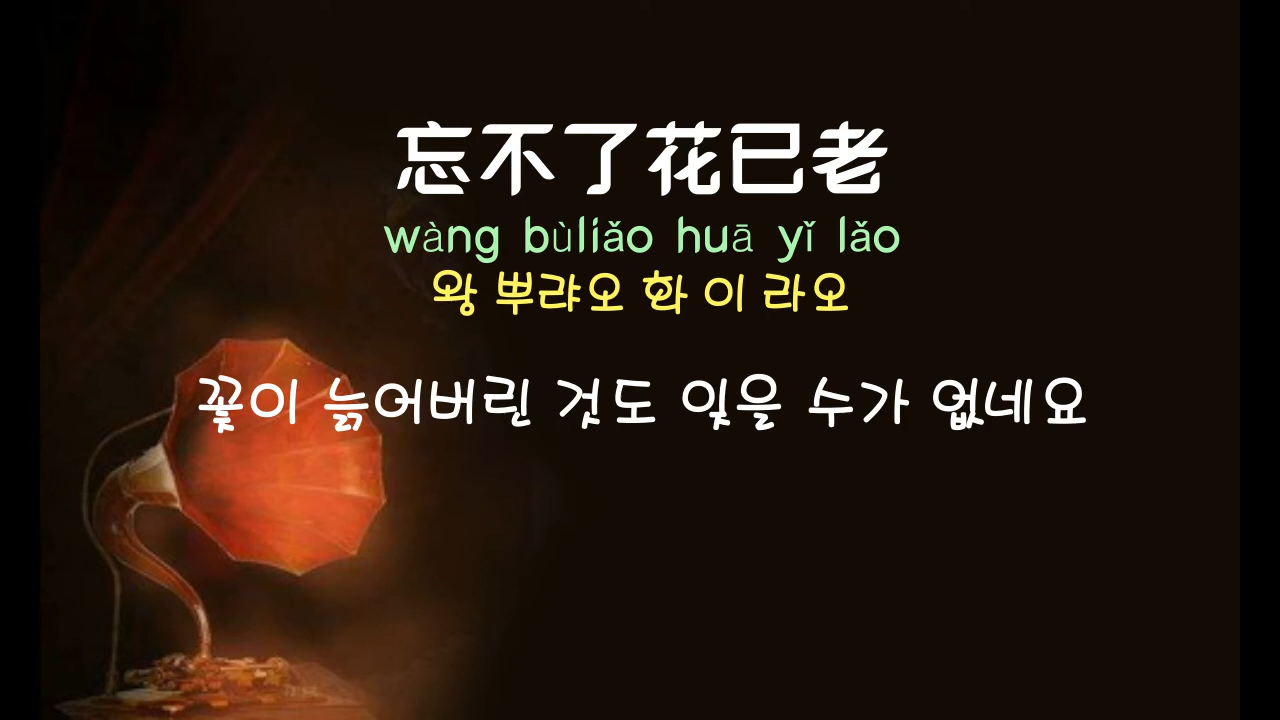 忘不了花已老
wàng bùliǎo huā yǐ lǎo
왕 뿌랴오 화 이 라오
꽃이 늙어버린 것도 잊을 수가 없네요